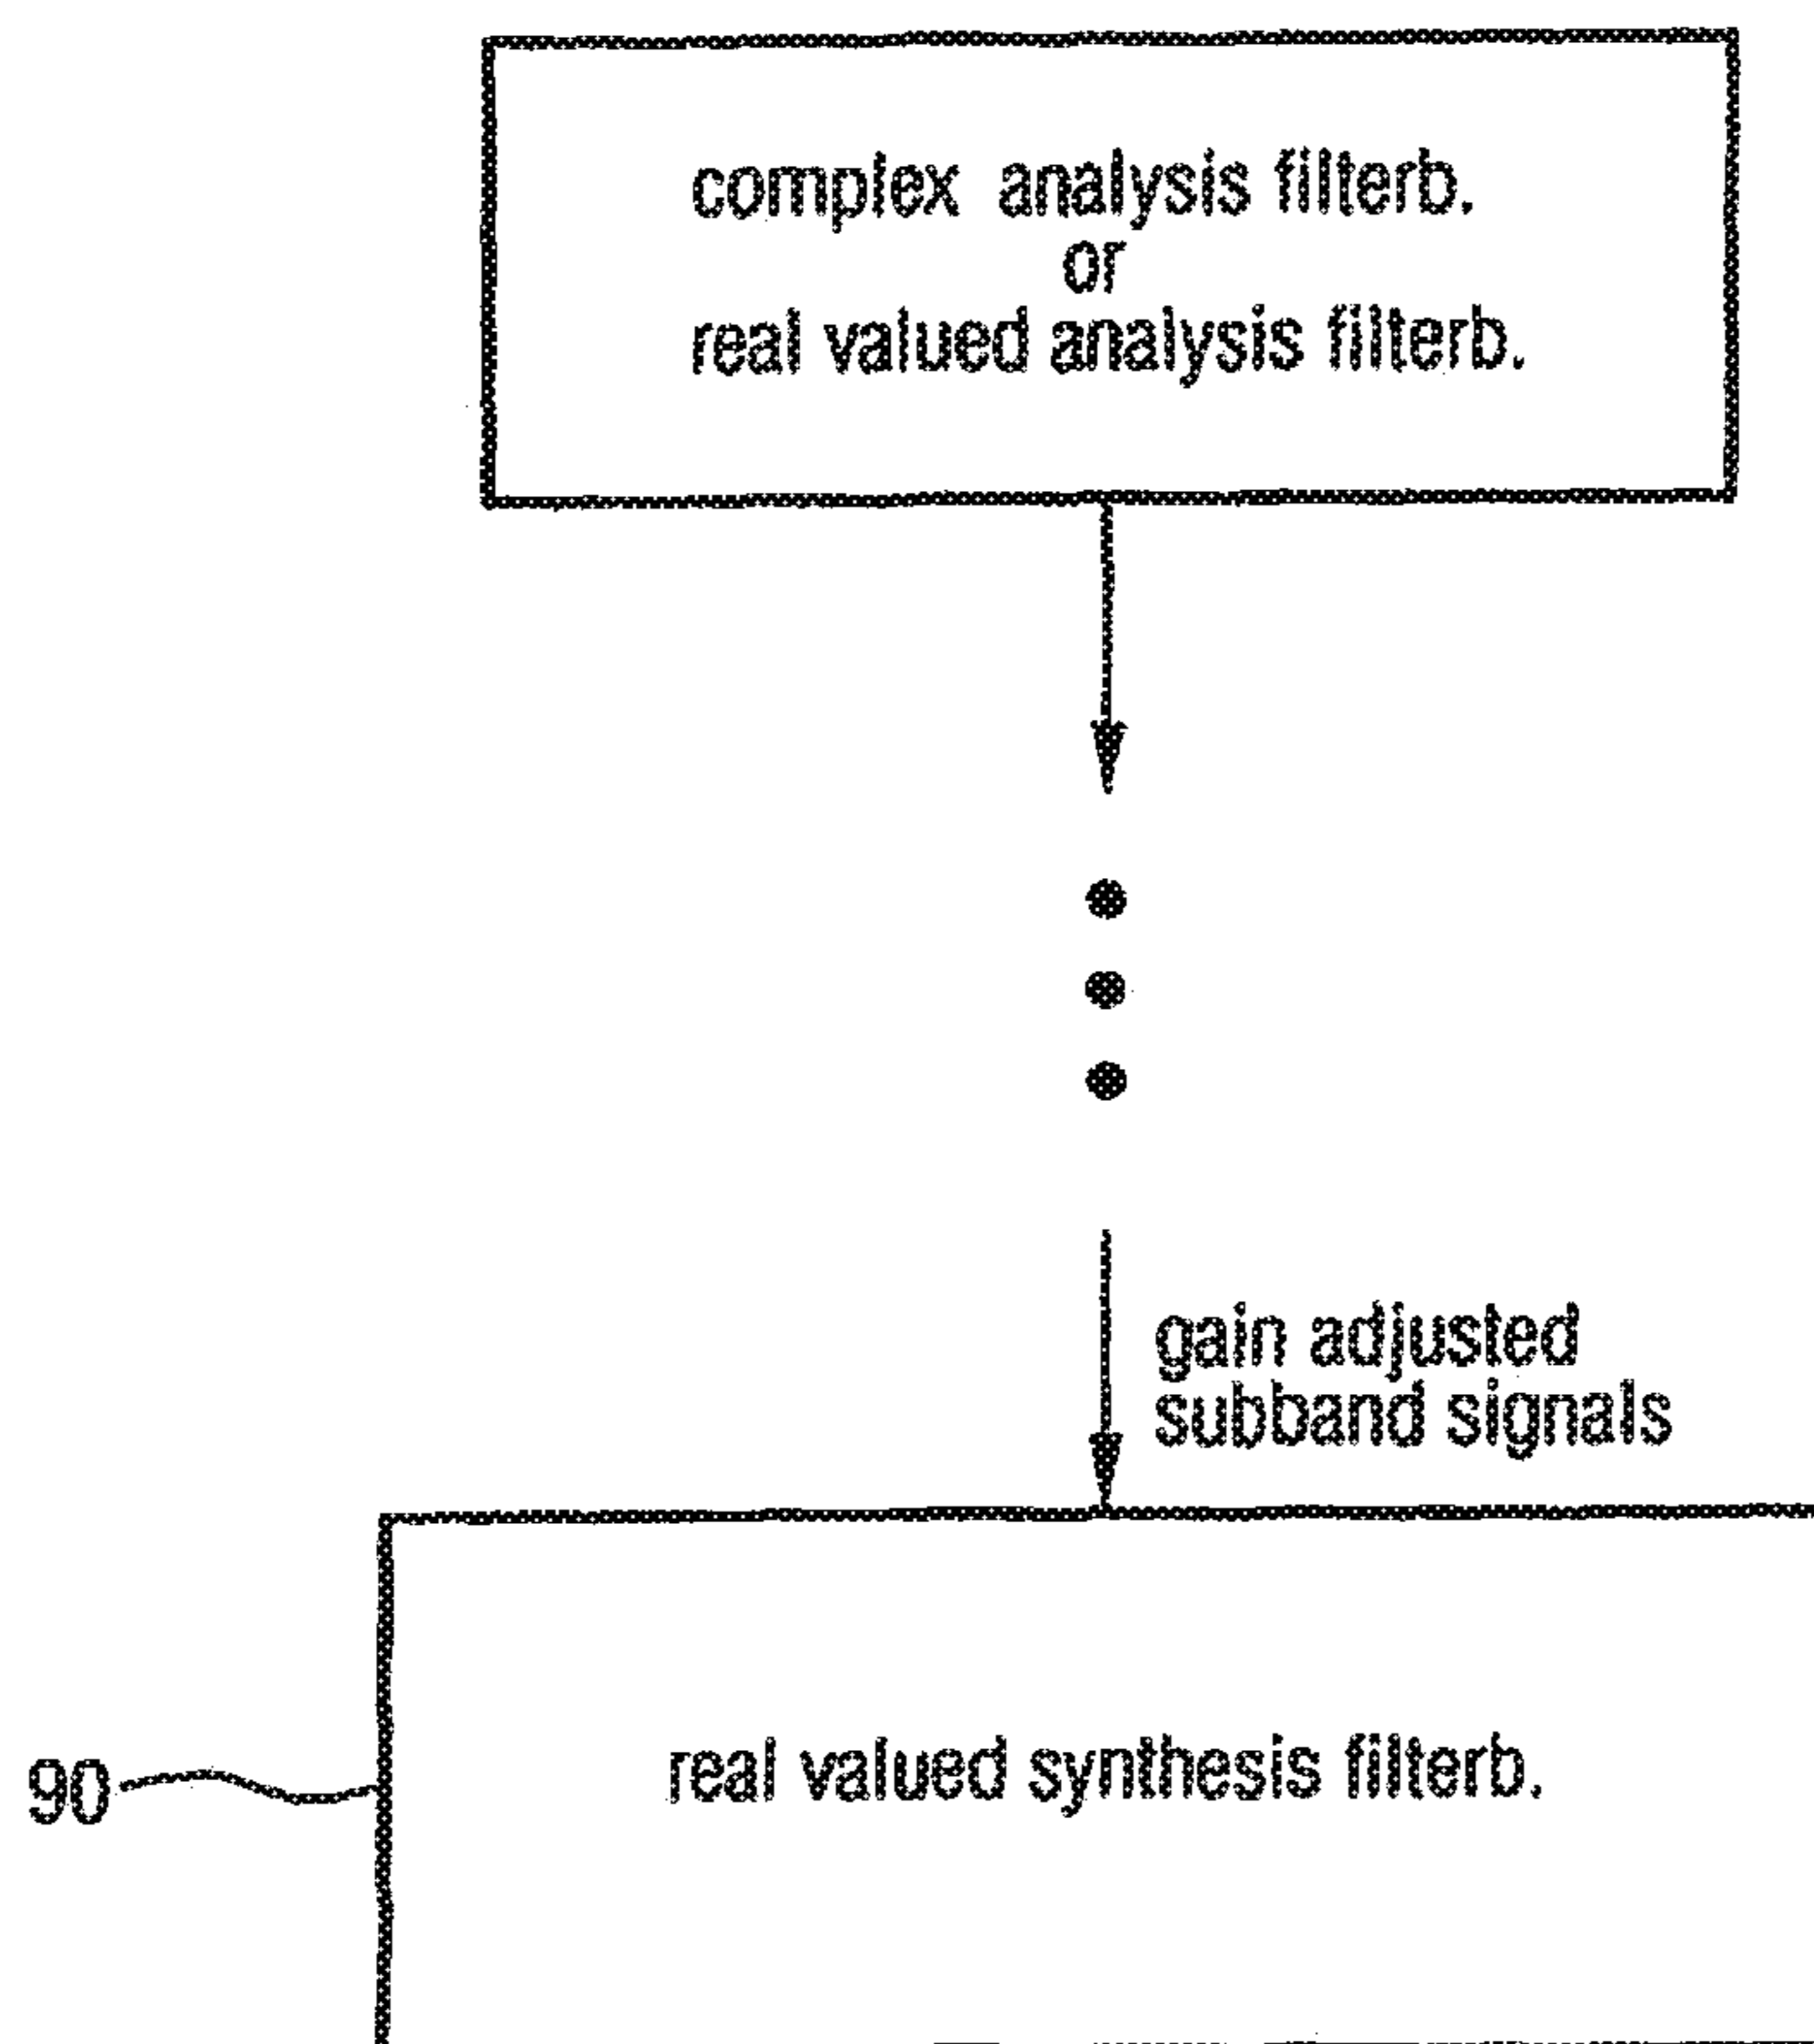 complex analysis filterb.
or
real valued analysis filterb.
gain adjusted
subband signals
real valued synthesis filterb.
90